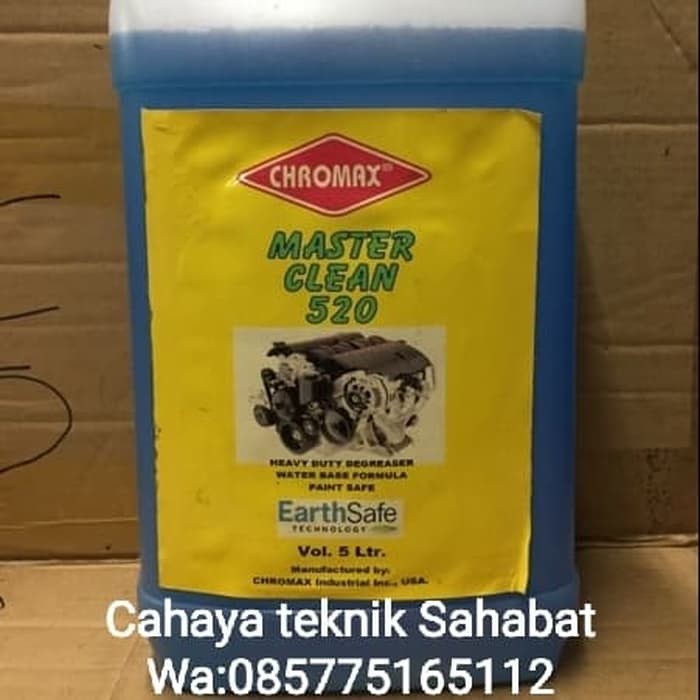 CHROMAX®
MASTER
CLEAN
520
HEAVY DUTY DEGREASER
WATER BASE FORMULA
PAINT SAFE
EarthSafe
TECHNOLOGY
Vol. 5 Ltr.
Manufactured by:
CHROMAX Industrial Inc., USA.
Cahaya teknik Sahabat
Wa:085775165112